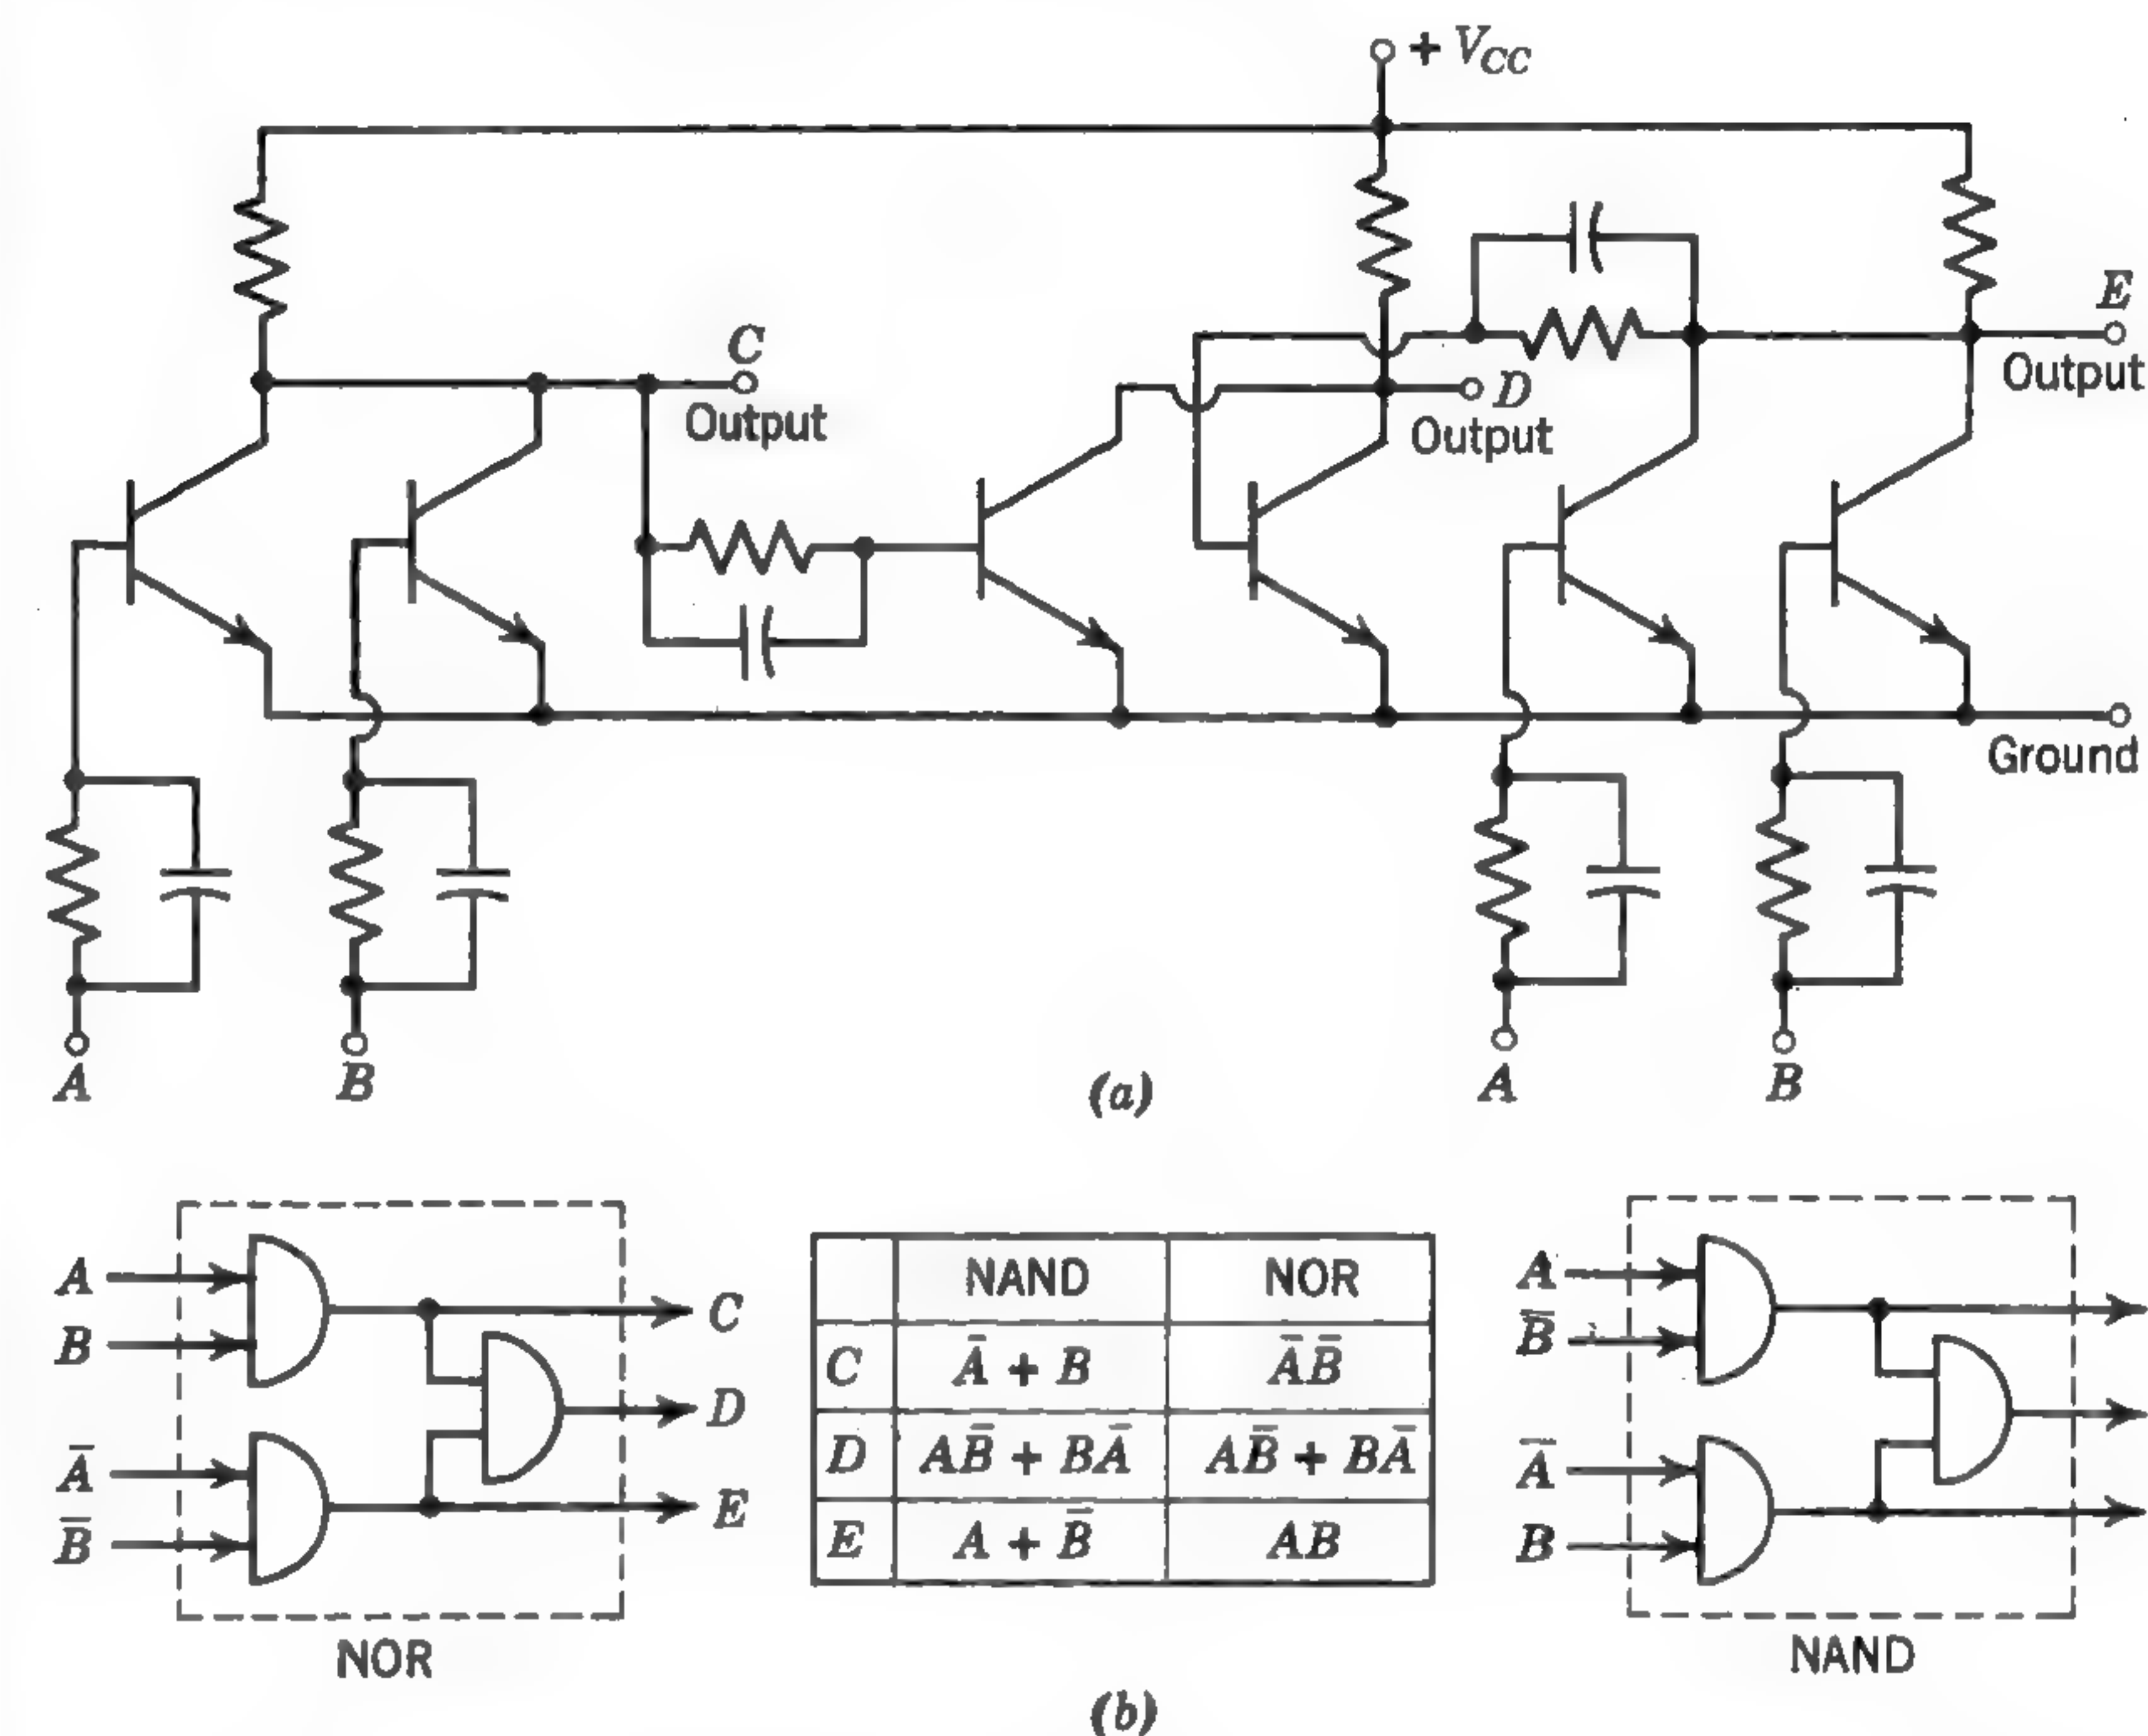 + V_CC
E
Output
C
Output
D
Output
Ground
A
B
A
B
(a)
A
B
Ā
B̄
C
D
E
NOR
NAND NOR
C Ā + B ĀB̄
D AB̄ + BĀ AB̄ + BĀ
E A + B̄ AB
A
B̄
Ā
B
NAND
(b)